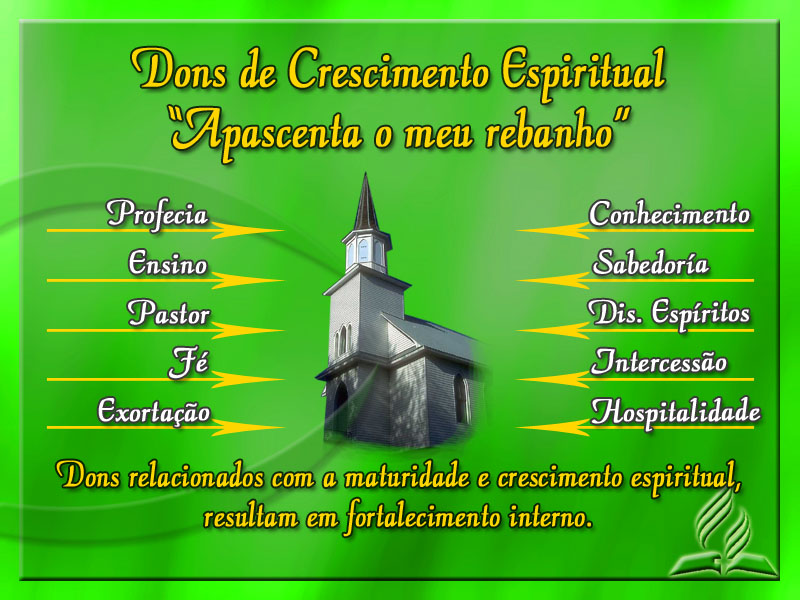 Dons de Crescimento Espiritual
"Apascenta o meu rebanho"
Profecia
Ensino
Pastor
Fé
Exortação
Conhecimento
Sabedoría
Dis. Espíritos
Intercessão
Hospitalidade
Dons relacionados com a maturidade e crescimento espiritual,
resultam em fortalecimento interno.